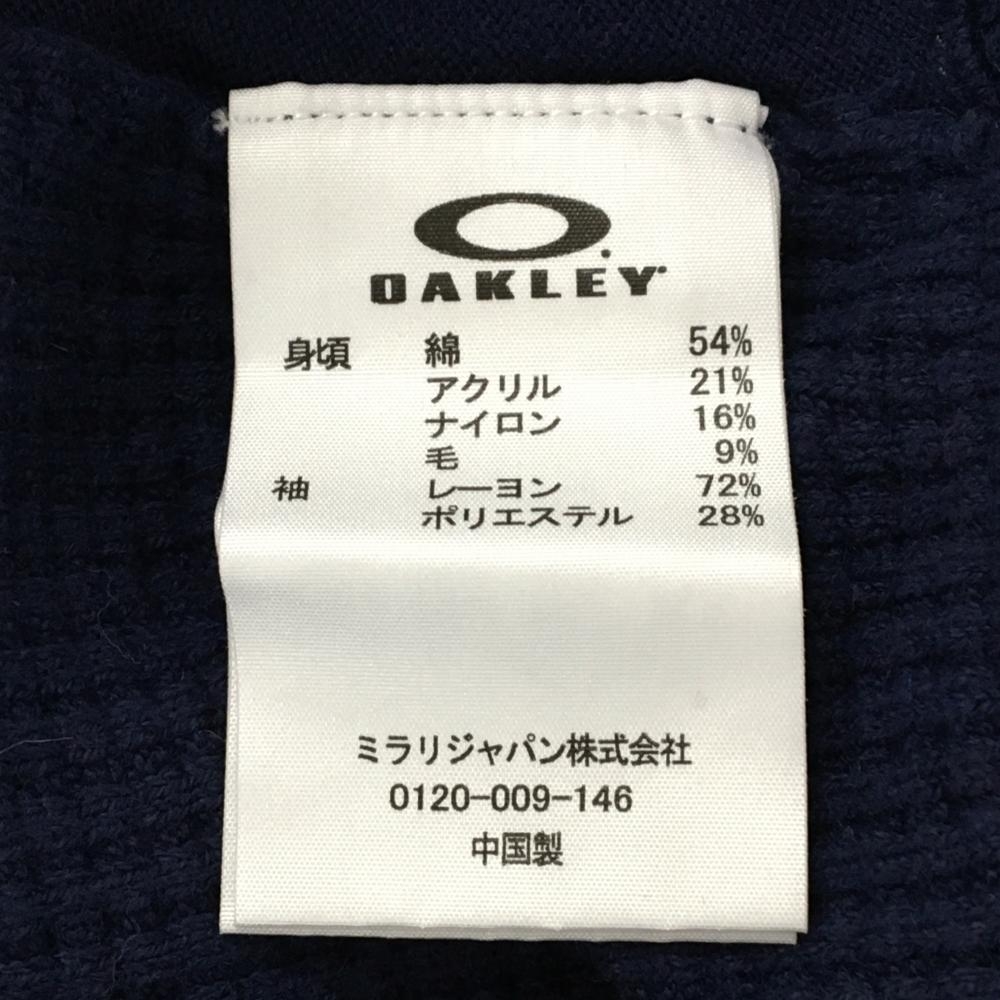 OAKLEY
身頃 綿 54%
アクリル 21%
ナイロン 16%
毛 9%
袖 レーヨン 72%
ポリエステル 28%
ミラリジャパン株式会社
0120-009-146
中国製